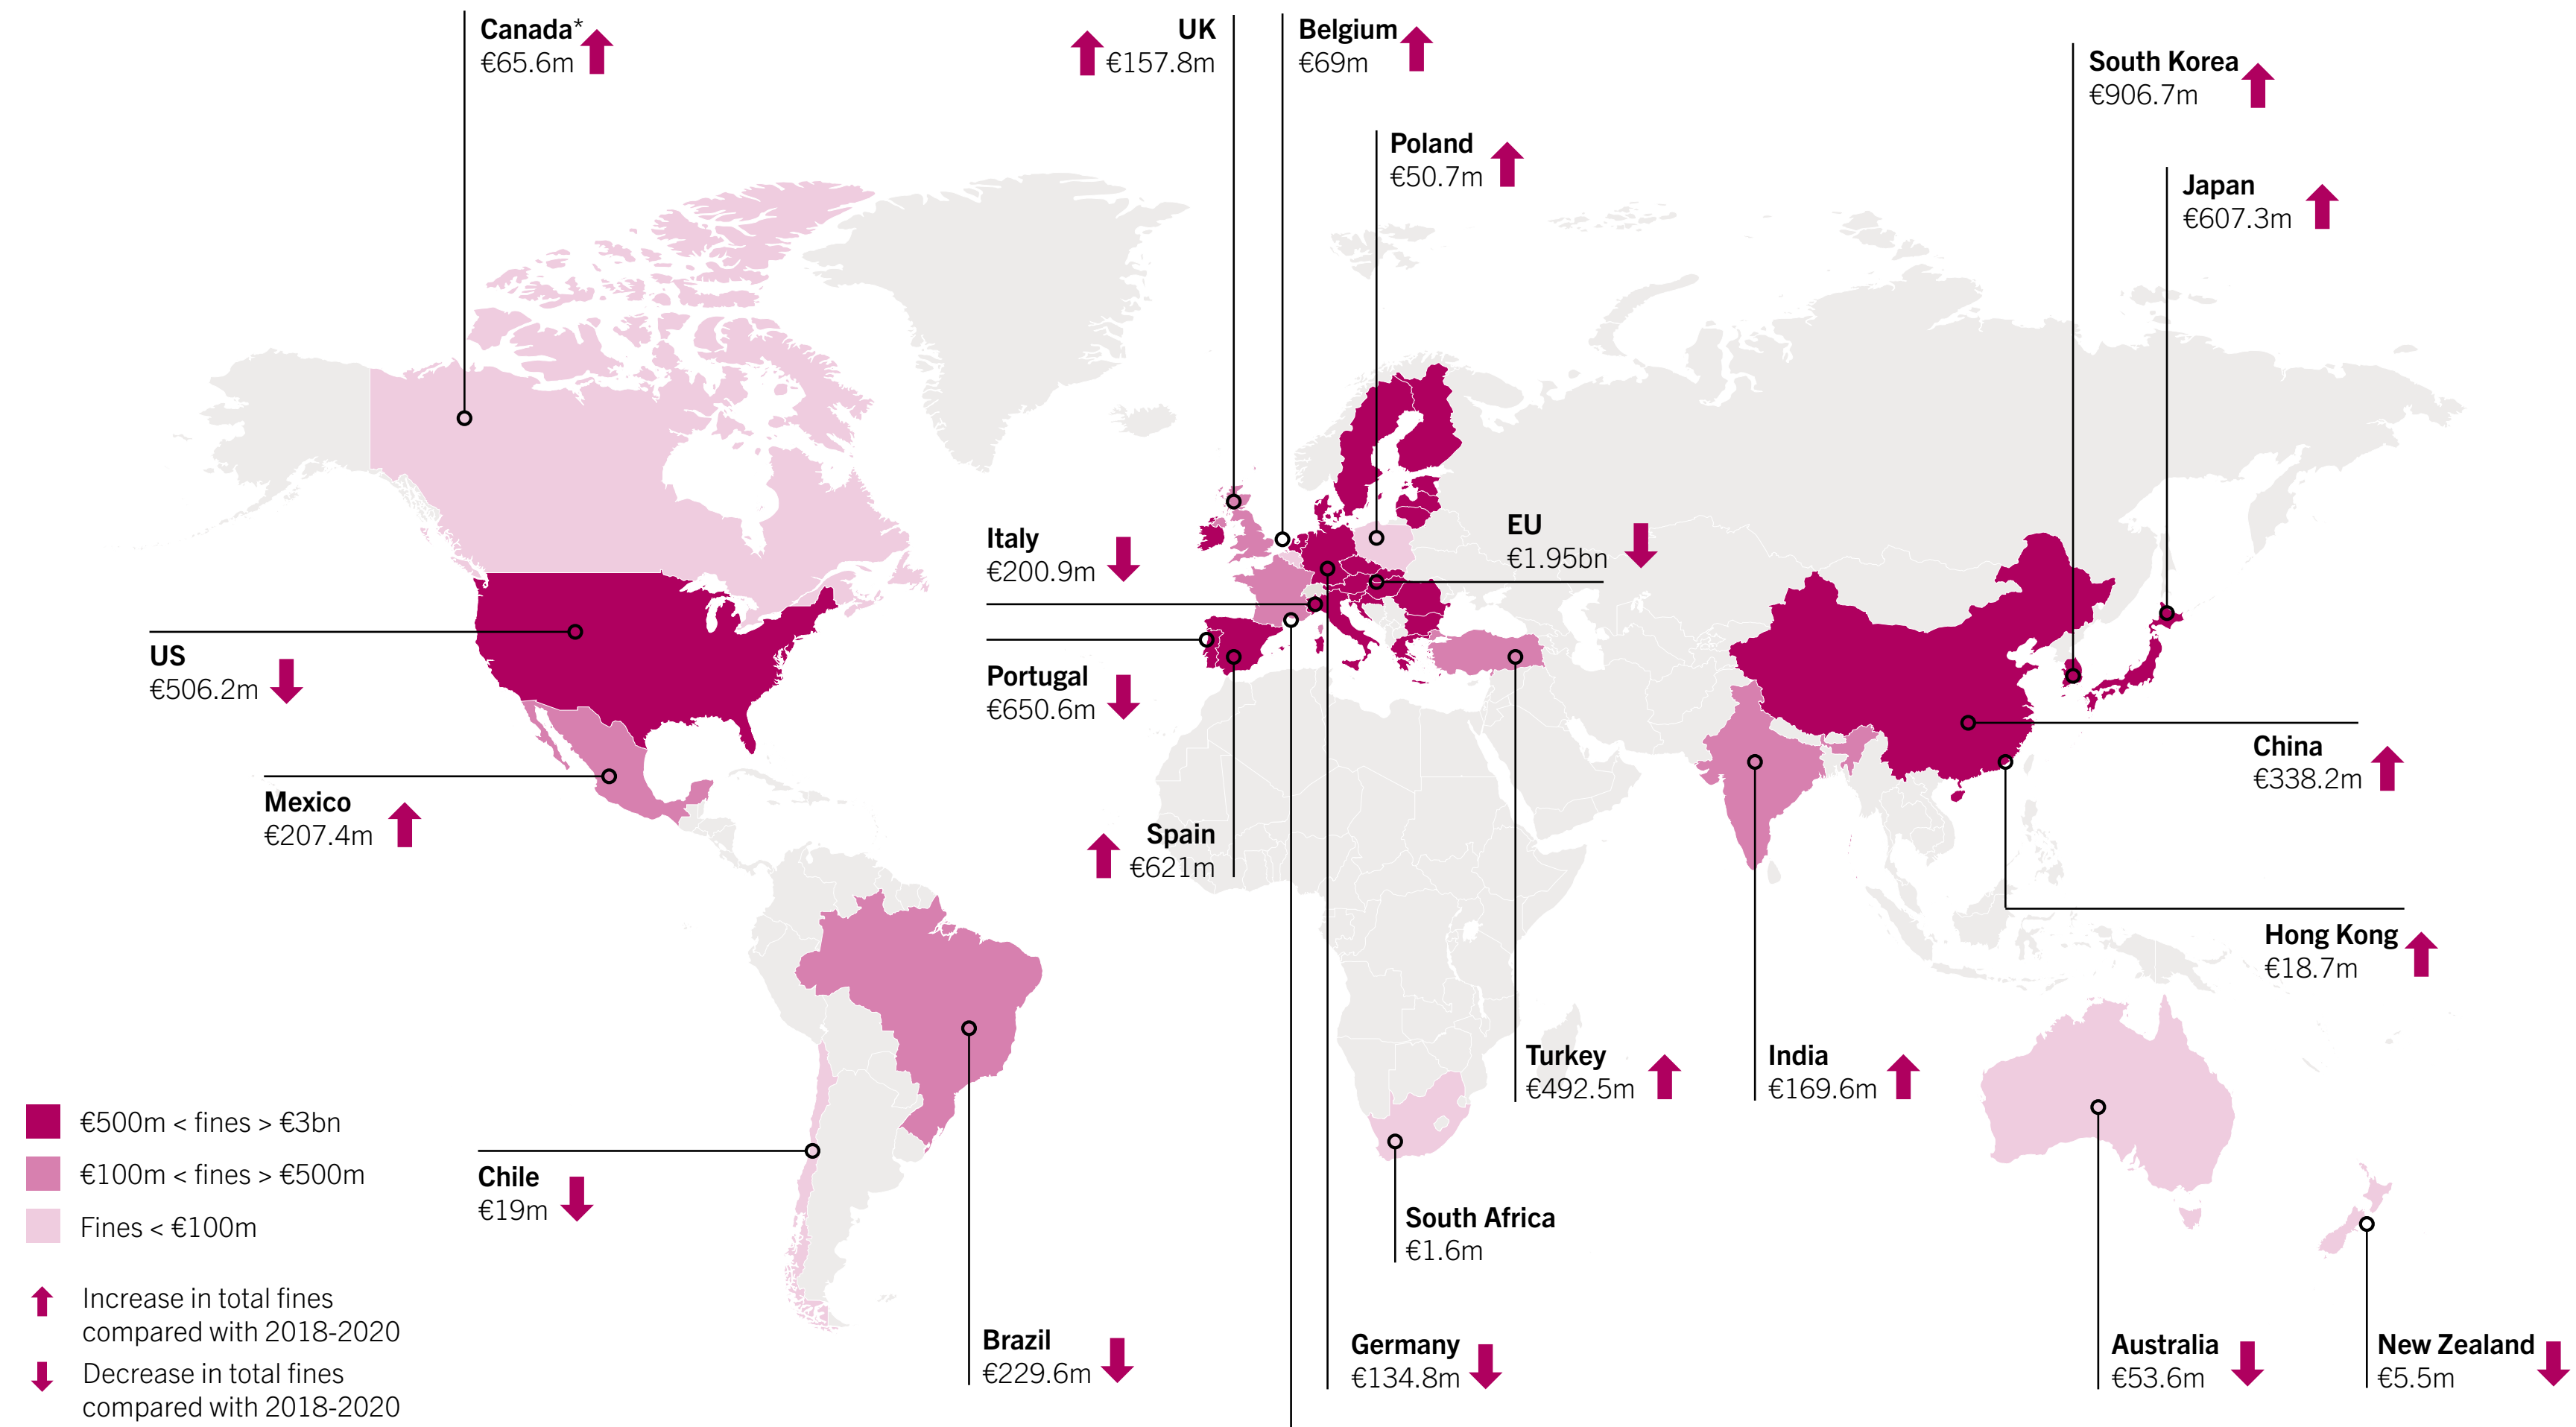 Canada*
€65.6m
UK
€157.8m
Belgium
€69m
South Korea
€906.7m
Poland
€50.7m
Japan
€607.3m
Italy
€200.9m
EU
€1.95bn
US
€506.2m
Portugal
€650.6m
China
€338.2m
Mexico
€207.4m
Spain
€621m
Hong Kong
€18.7m
Turkey
€492.5m
India
€169.6m
Chile
€19m
South Africa
€1.6m
Brazil
€229.6m
Germany
€134.8m
Australia
€53.6m
New Zealand
€5.5m
€500m < fines > €3bn
€100m < fines > €500m
Fines < €100m
Increase in total fines
compared with 2018-2020
Decrease in total fines
compared with 2018-2020